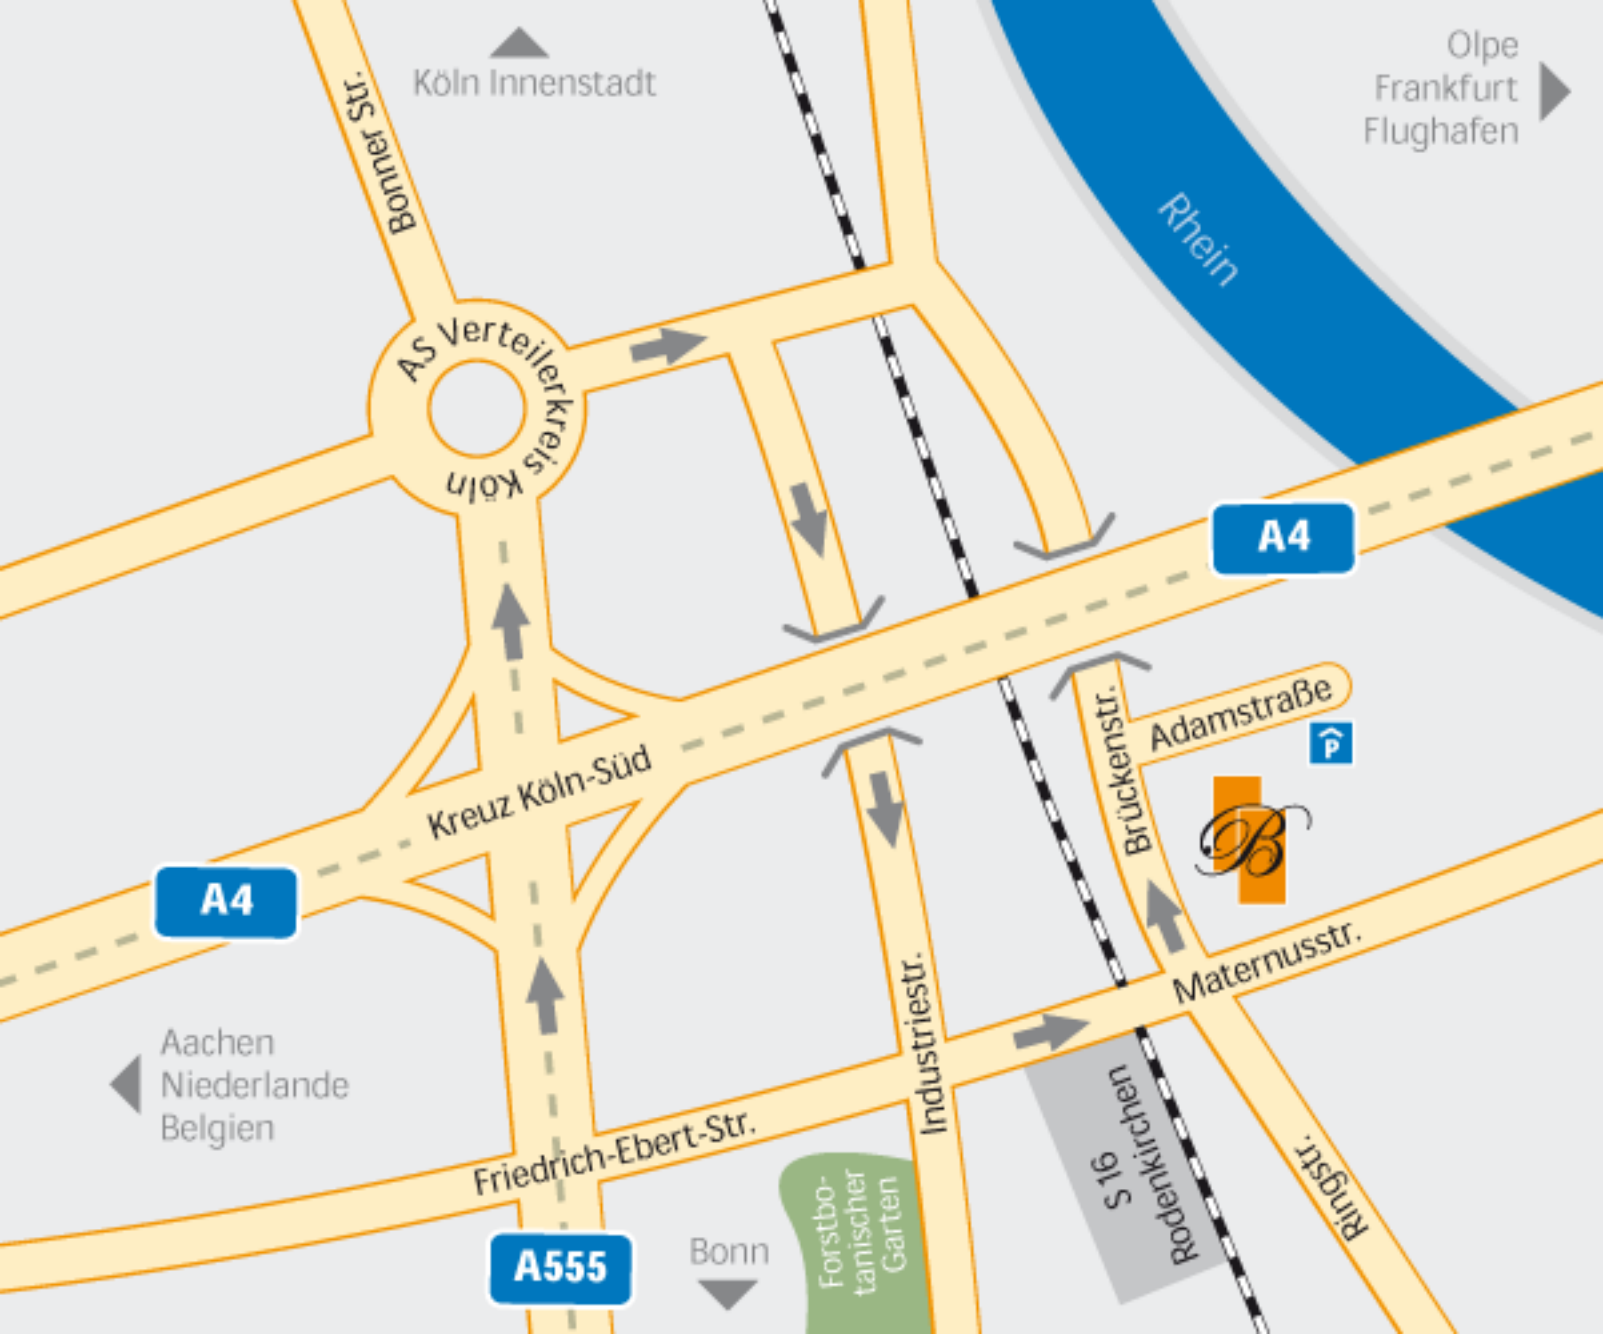 Köln Innenstadt
Olpe
Frankfurt
Flughafen
Bonner Str.
Rhein
AS Verteilerkreis Köln
A4
Adamstraße
P
Brückenstr.
Kreuz Köln-Süd
B
A4
Maternusstr.
Industriestr.
Aachen
Niederlande
Belgien
Friedrich-Ebert-Str.
S 16
Rodenkirchen
Ringstr.
Forstbo-
tanischer
Garten
Bonn
A555